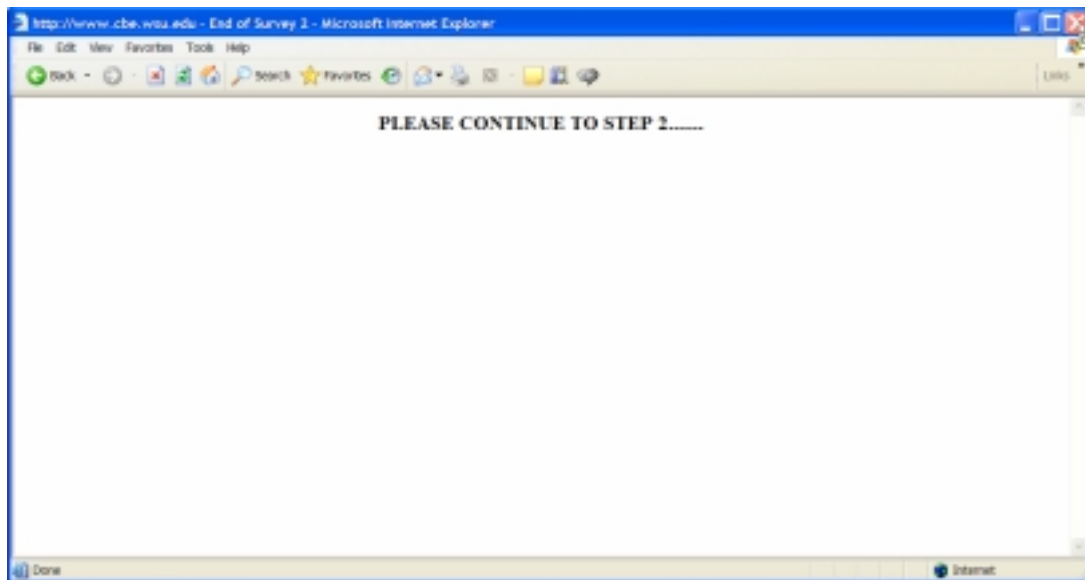 http://www.cbe.wsu.edu - End of Survey 2 - Microsoft Internet Explorer
File Edit View Favorites Tools Help
Back Search Favorites Links
PLEASE CONTINUE TO STEP 2.......
Done Internet